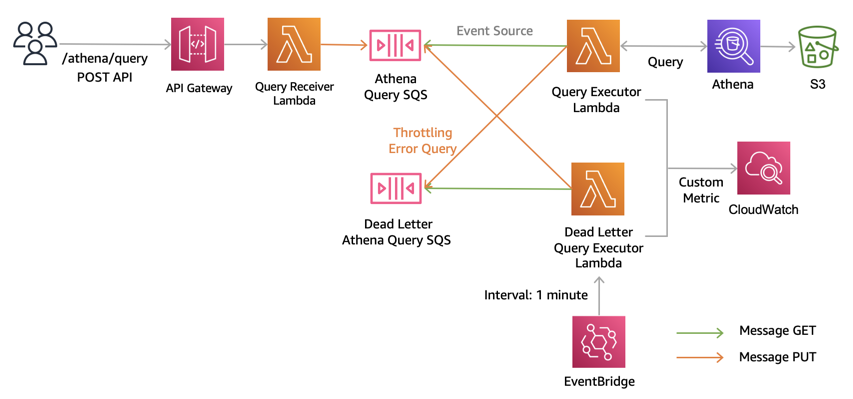 /athena/query
POST API
API Gateway
Query Receiver
Lambda
Athena
Query SQS
Event Source
Query Executor
Lambda
Query
Athena
S3
Throttling
Error Query
Dead Letter
Athena Query SQS
Dead Letter
Query Executor
Lambda
Custom
Metric
CloudWatch
Interval: 1 minute
EventBridge
Message GET
Message PUT